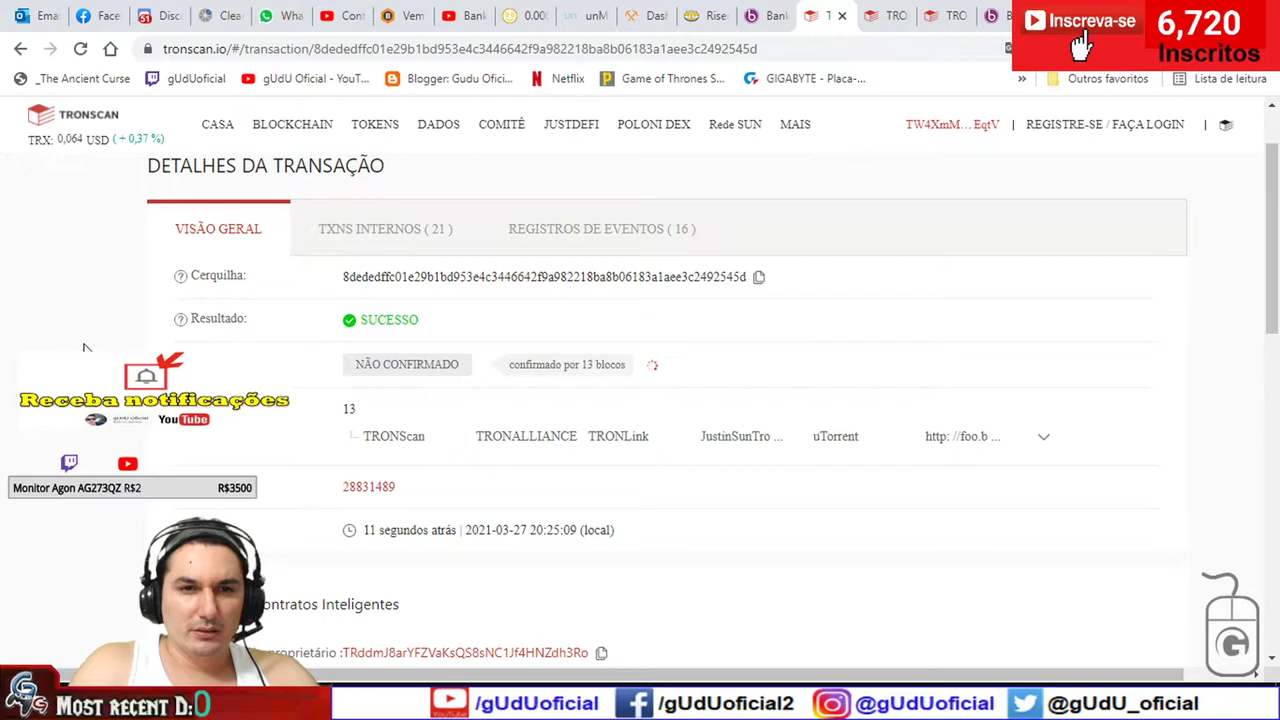 Ema
Face
Disc
Clea
Wha
Con
Vem
Bank
0.00
unM
Dash
Rise
Bank
T
TRO
TRO
B
Inscreva-se
6,720
Inscritos
tronscan.io/#/transaction/8dededffc01e29b1bd953e4c3446642f9a982218ba8b06183a1aee3c2492545d
_The Ancient Curse
gUdUoficial
gUdU Oficial - YouT...
Blogger: Gudu Ofici...
Netflix
Game of Thrones S...
GIGABYTE - Placa-...
»
Outros favoritos
Lista de leitura
TRONSCAN
TRX: 0,064 USD ( + 0,37 %)
CASA
BLOCKCHAIN
TOKENS
DADOS
COMITÊ
JUSTDEFI
POLONI DEX
Rede SUN
MAIS
TW4XmM...EqtV
REGISTRE-SE / FAÇA LOGIN
DETALHES DA TRANSAÇÃO
VISÃO GERAL
TXNS INTERNOS ( 21 )
REGISTROS DE EVENTOS ( 16 )
Cerquilha:
8dededffc01e29b1bd953e4c3446642f9a982218ba8b06183a1aee3c2492545d
Resultado:
SUCESSO
NÃO CONFIRMADO
confirmado por 13 blocos
Receba notificações
gUdU Oficial
YouTube
13
TRONScan
TRONALLIANCE
TRONLink
JustinSunTro ...
uTorrent
http: //foo.b ...
Monitor Agon AG273QZ R$2
R$3500
28831489
11 segundos atrás | 2021-03-27 20:25:09 (local)
ontratos Inteligentes
proprietário :TRddmJ8arYFZVaKsQS8sNC1Jf4HNZdh3Ro
Most recent D:0
/gUdUoficial
/gUdUoficial2
@gUdUoficial
@gUdU_oficial